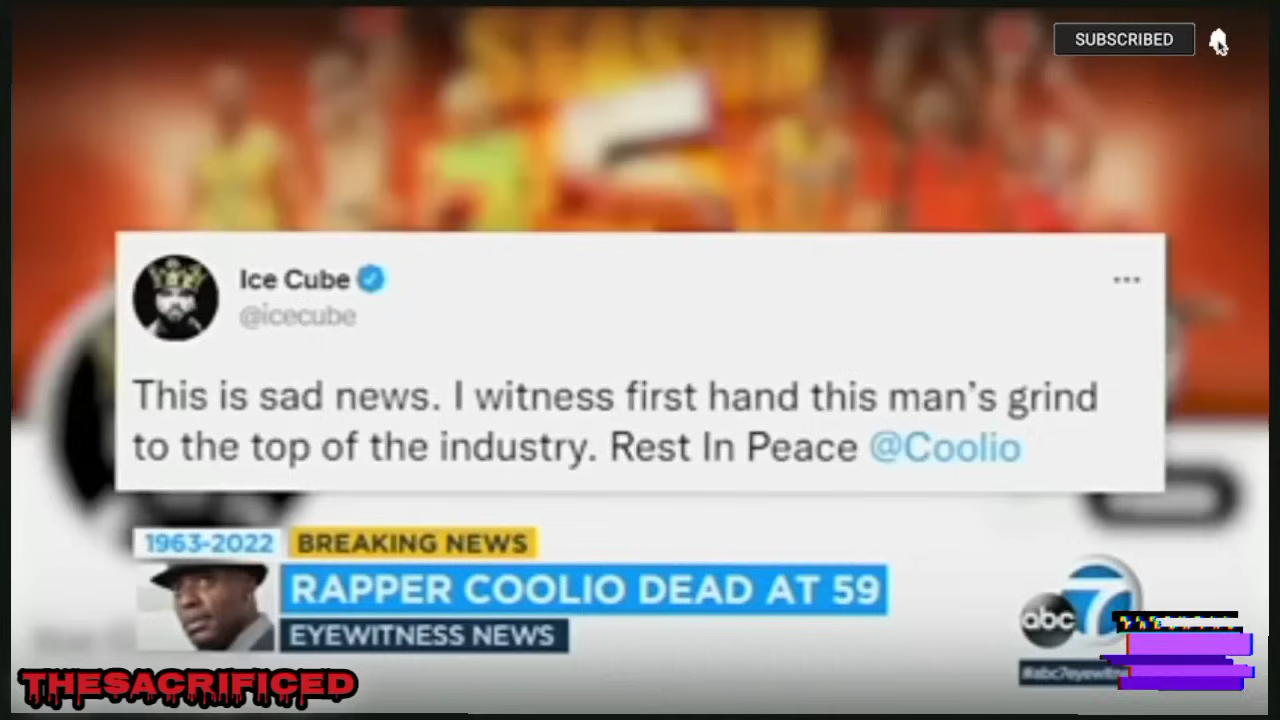 SUBSCRIBED
Ice Cube
@icecube
This is sad news. I witness first hand this man's grind
to the top of the industry. Rest In Peace @Coolio
1963-2022 BREAKING NEWS
RAPPER COOLIO DEAD AT 59
EYEWITNESS NEWS
abc 7
THESACRIFICED